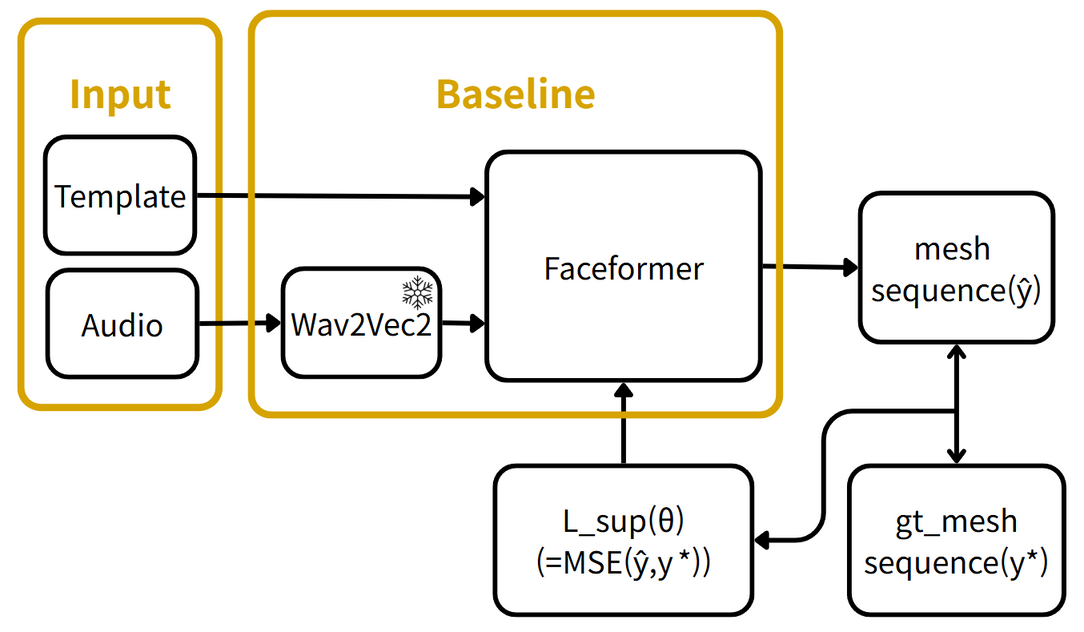 Input
Baseline
Template
Audio
Wav2Vec2
Faceformer
mesh
sequence(ŷ)
L_sup(θ)
(=MSE(ŷ,y*))
gt_mesh
sequence(y*)